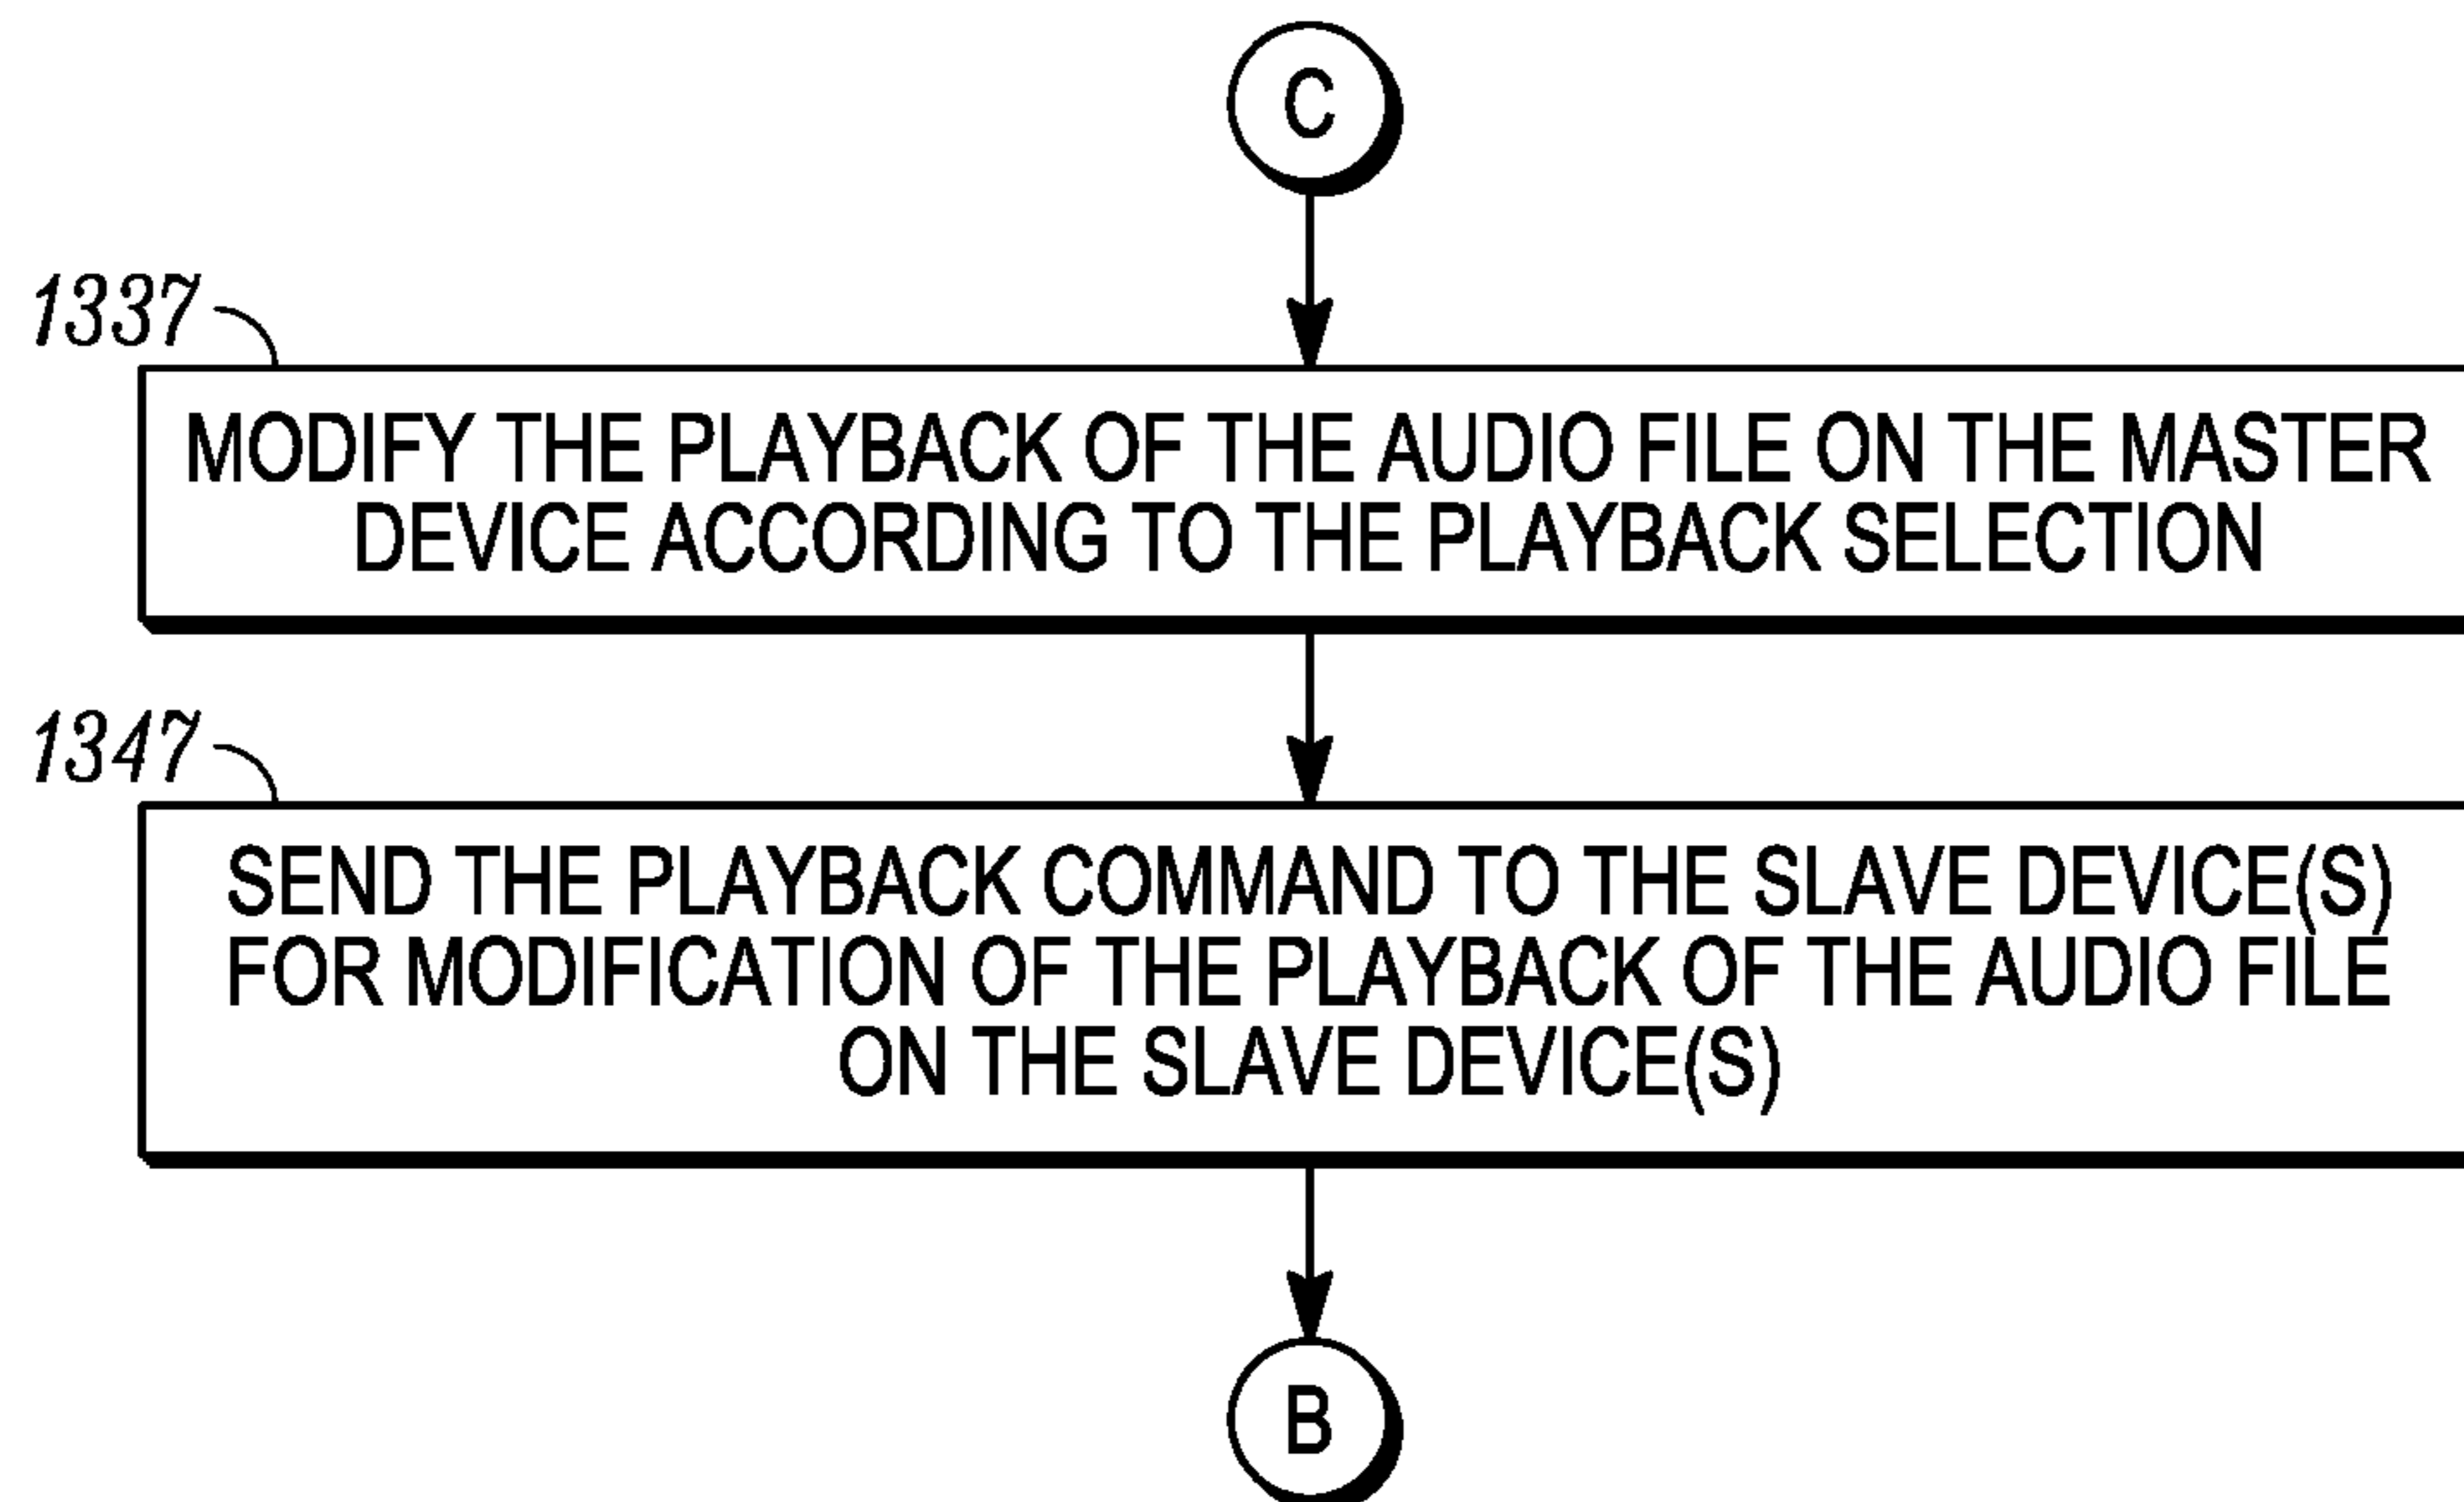 C
1337
MODIFY THE PLAYBACK OF THE AUDIO FILE ON THE MASTER
DEVICE ACCORDING TO THE PLAYBACK SELECTION
1347
SEND THE PLAYBACK COMMAND TO THE SLAVE DEVICE(S)
FOR MODIFICATION OF THE PLAYBACK OF THE AUDIO FILE
ON THE SLAVE DEVICE(S)
B